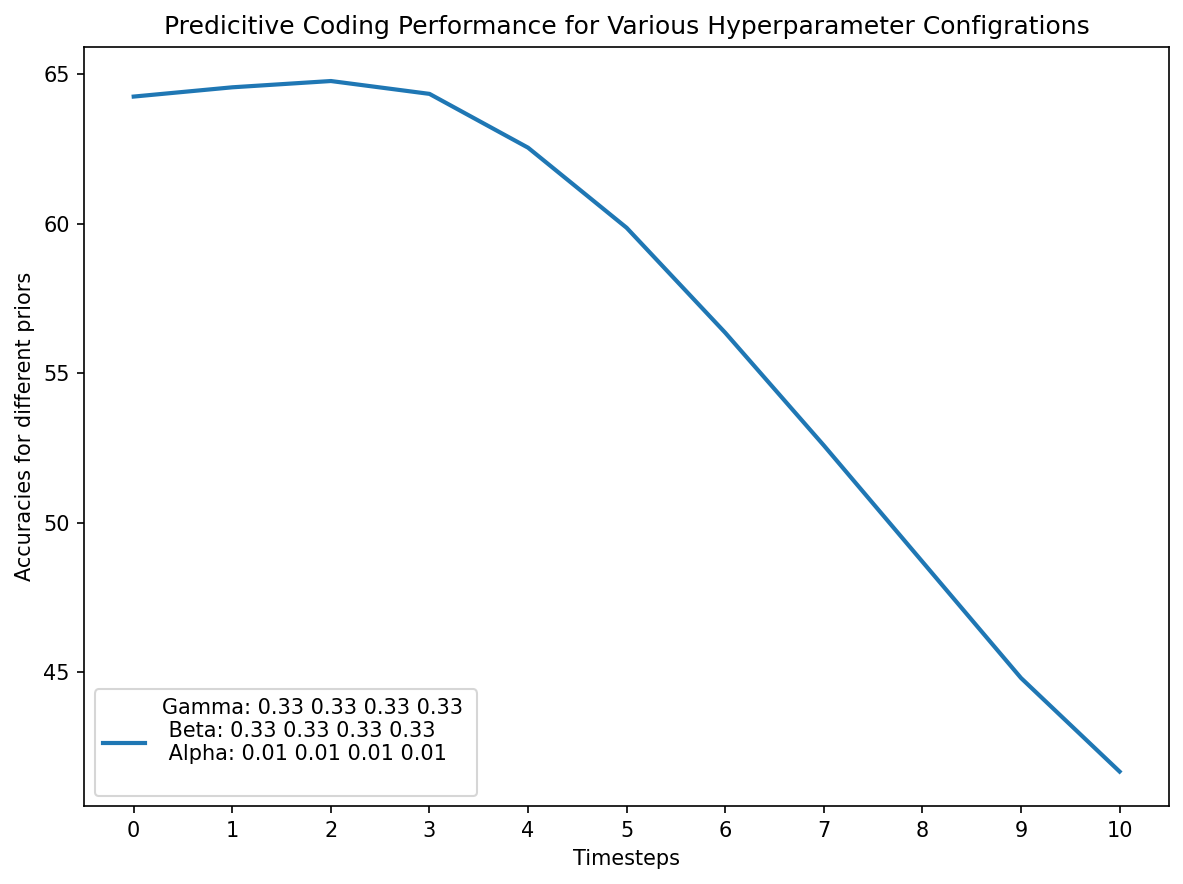 Predicitive Coding Performance for Various Hyperparameter Configrations
Accuracies for different priors
65
60
55
50
45
Gamma: 0.33 0.33 0.33 0.33
Beta: 0.33 0.33 0.33 0.33
Alpha: 0.01 0.01 0.01 0.01
0 1 2 3 4 5 6 7 8 9 10
Timesteps